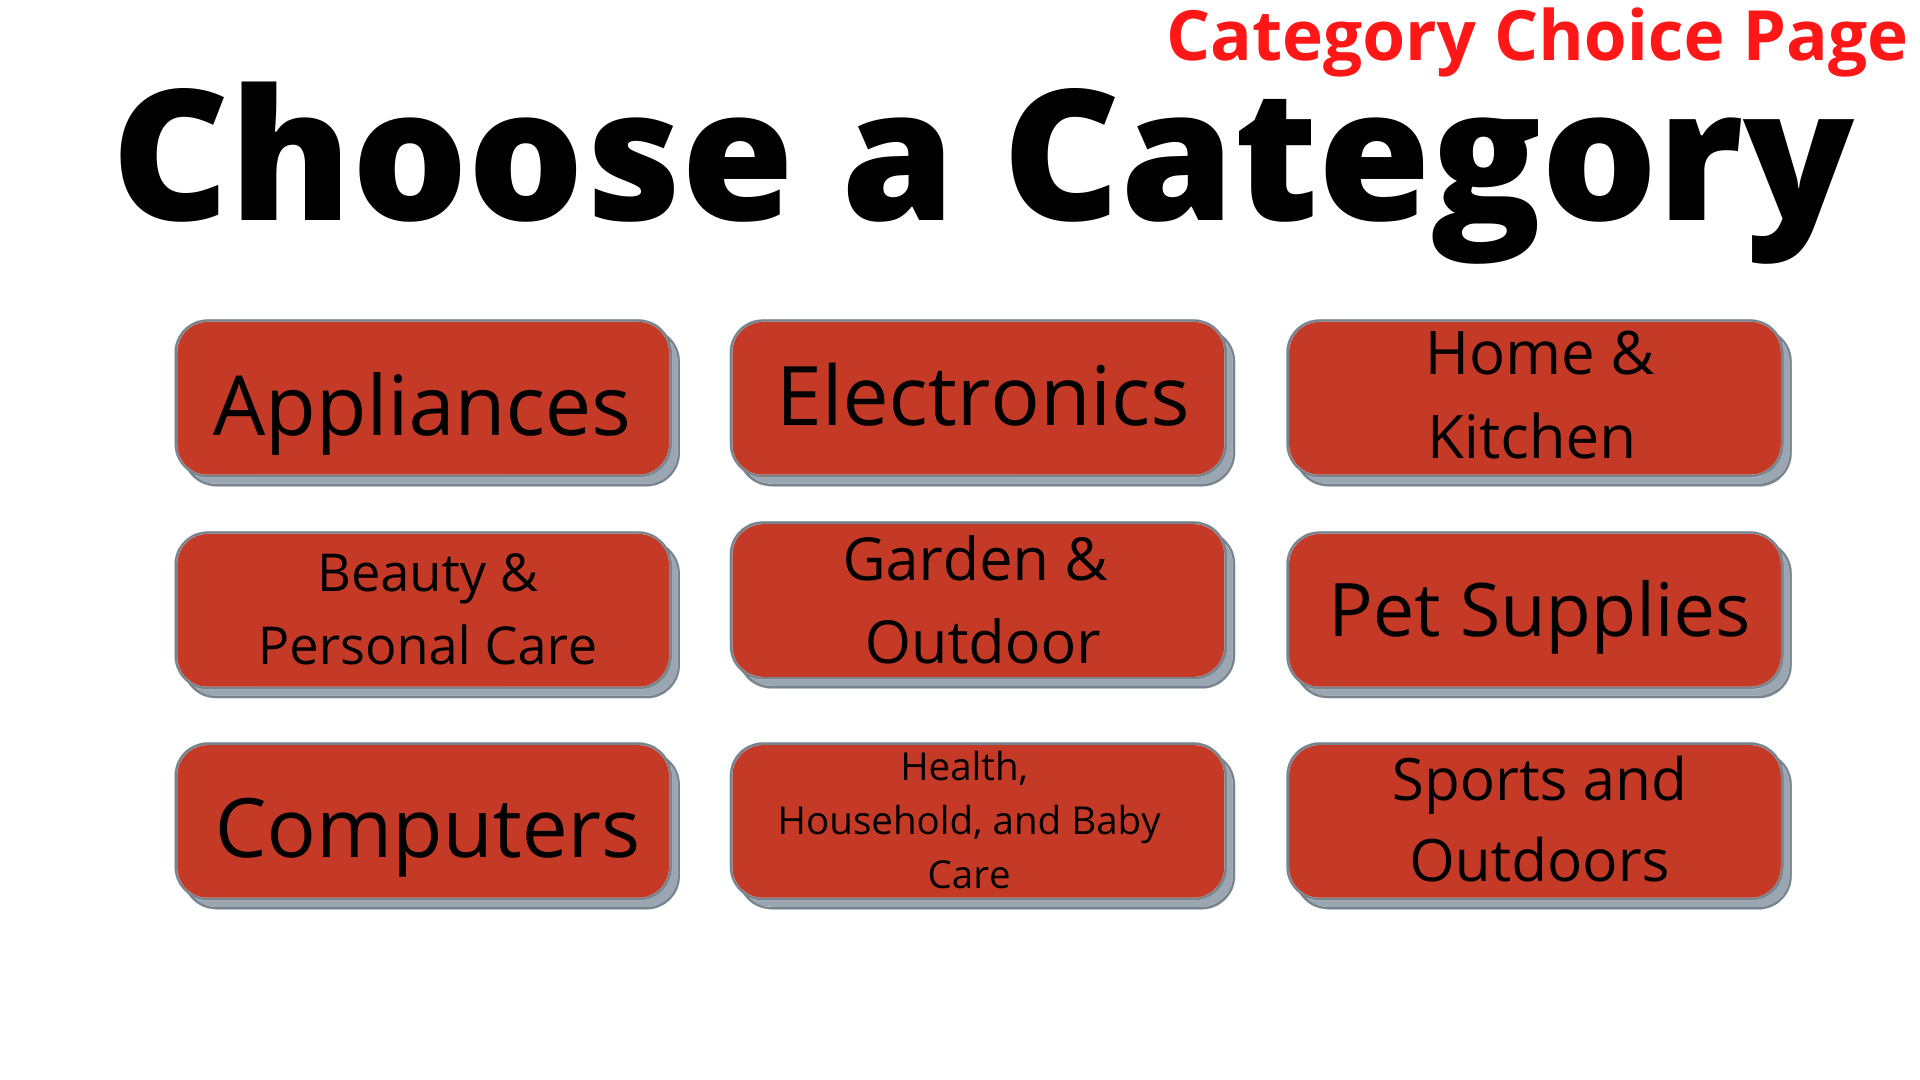 Category Choice Page
Choose a Category
Appliances
Electronics
Home &
Kitchen
Beauty &
Personal Care
Garden &
Outdoor
Pet Supplies
Computers
Health,
Household, and Baby
Care
Sports and
Outdoors